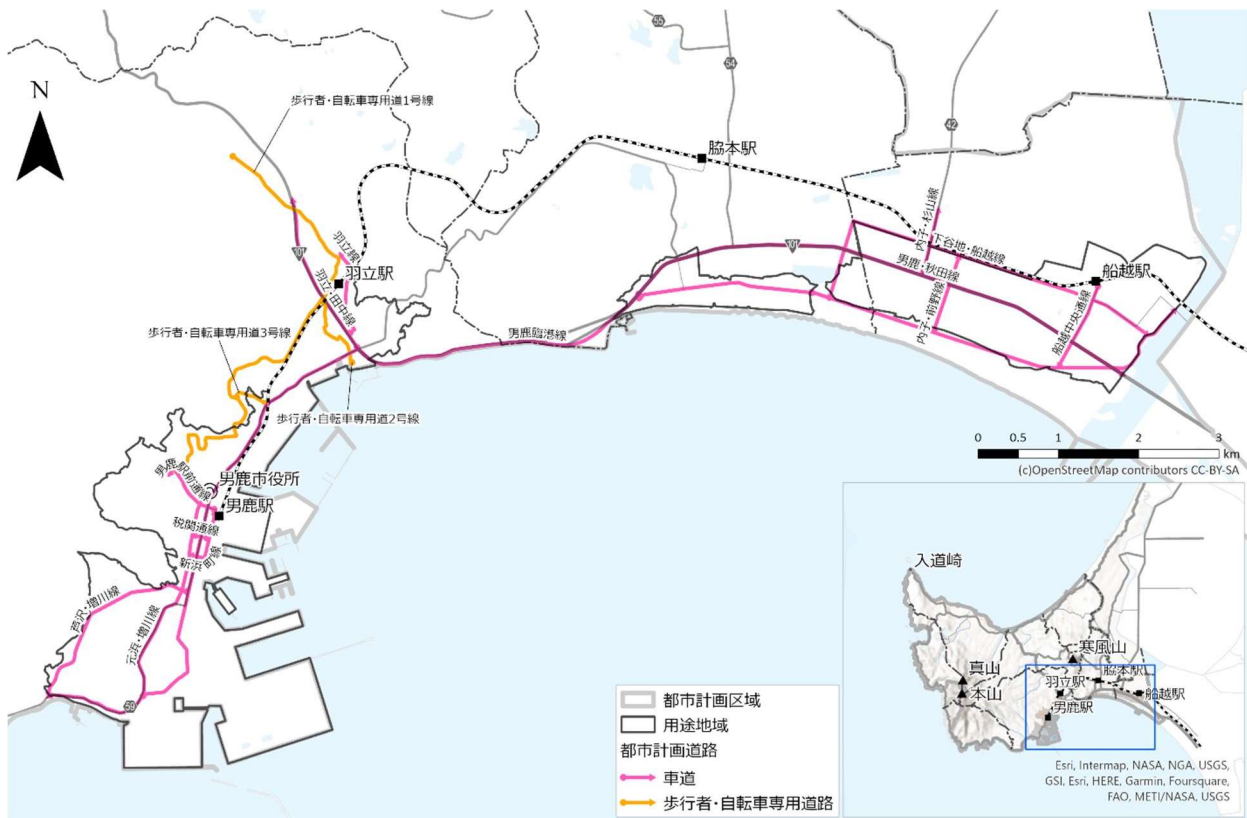 N
55
54
42
歩行者・自転車専用道1号線
脇本駅
内子・杉山線
羽立線
下谷地・船越線
101
101
羽立駅
男鹿・秋田線
船越駅
羽立・田中線
内子・前野線
歩行者・自転車専用道3号線
男鹿臨港線
船越中央通線
歩行者・自転車専用道2号線
0 0.5 1 2 3
km
(c)OpenStreetMap contributors CC-BY-SA
男鹿駅前通線
男鹿市役所
男鹿駅
税関通線
新浜町線
芦沢・増川線
元浜・増川線
59
入道崎
寒風山
真山
本山
羽立駅
脇本駅
船越駅
男鹿駅
都市計画区域
用途地域
都市計画道路
車道
歩行者・自転車専用道路
Esri, Intermap, NASA, NGA, USGS,
GSI, Esri, HERE, Garmin, Foursquare,
FAO, METI/NASA, USGS